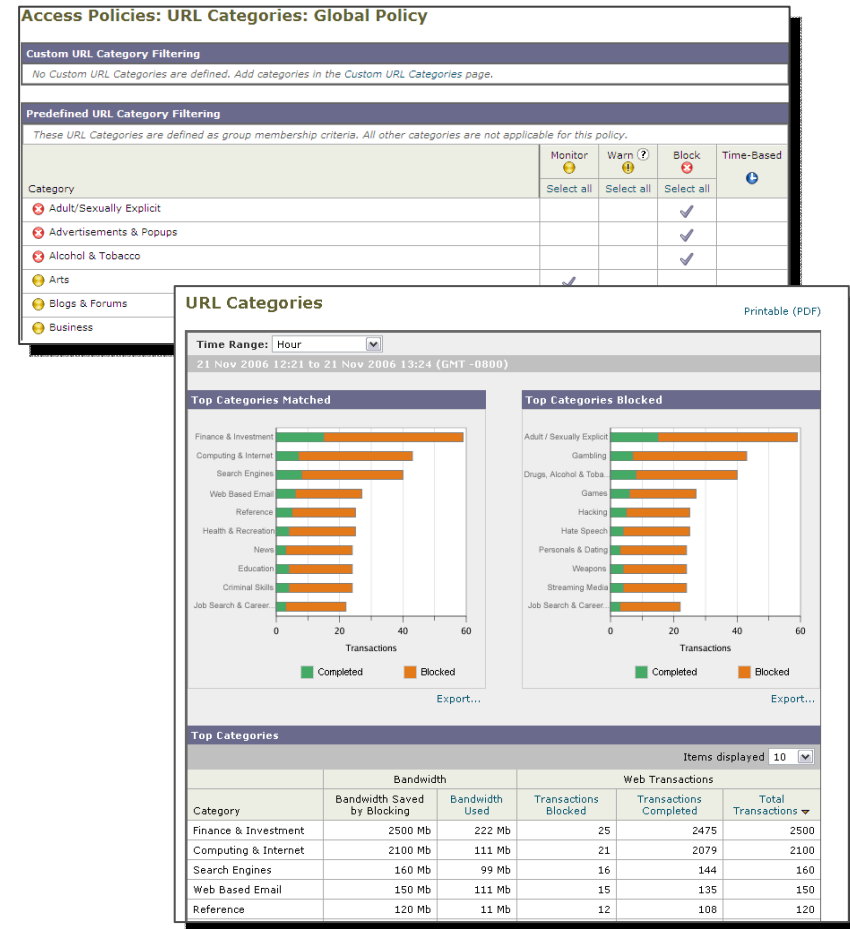 Access Policies: URL Categories: Global Policy
Custom URL Category Filtering
No Custom URL Categories are defined. Add categories in the Custom URL Categories page.
Predefined URL Category Filtering
These URL Categories are defined as group membership criteria. All other categories are not applicable for this policy.
Category Monitor Warn ? Block Time-Based
Select all Select all Select all
Adult/Sexually Explicit
Advertisements & Popups
Alcohol & Tobacco
Arts
Blogs & Forums
Business
URL Categories
Printable (PDF)
Time Range: Hour
21 Nov 2006 12:21 to 21 Nov 2006 13:24 (GMT -0800)
Top Categories Matched
Finance & Investment
Computing & Internet
Search Engines
Web Based Email
Reference
Health & Recreation
News
Education
Criminal Skills
Job Search & Career...
0 20 40 60
Transactions
Completed Blocked
Export...
Top Categories Blocked
Adult / Sexually Explicit
Gambling
Drugs, Alcohol & Toba...
Games
Hacking
Hate Speech
Personals & Dating
Weapons
Streaming Media
Job Search & Career...
0 20 40 60
Transactions
Completed Blocked
Export...
Top Categories
Items displayed 10
Bandwidth Web Transactions
Category Bandwidth Saved by Blocking Bandwidth Used Transactions Blocked Transactions Completed Total Transactions
Finance & Investment 2500 Mb 222 Mb 25 2475 2500
Computing & Internet 2100 Mb 111 Mb 21 2079 2100
Search Engines 160 Mb 99 Mb 16 144 160
Web Based Email 150 Mb 111 Mb 15 135 150
Reference 120 Mb 11 Mb 12 108 120